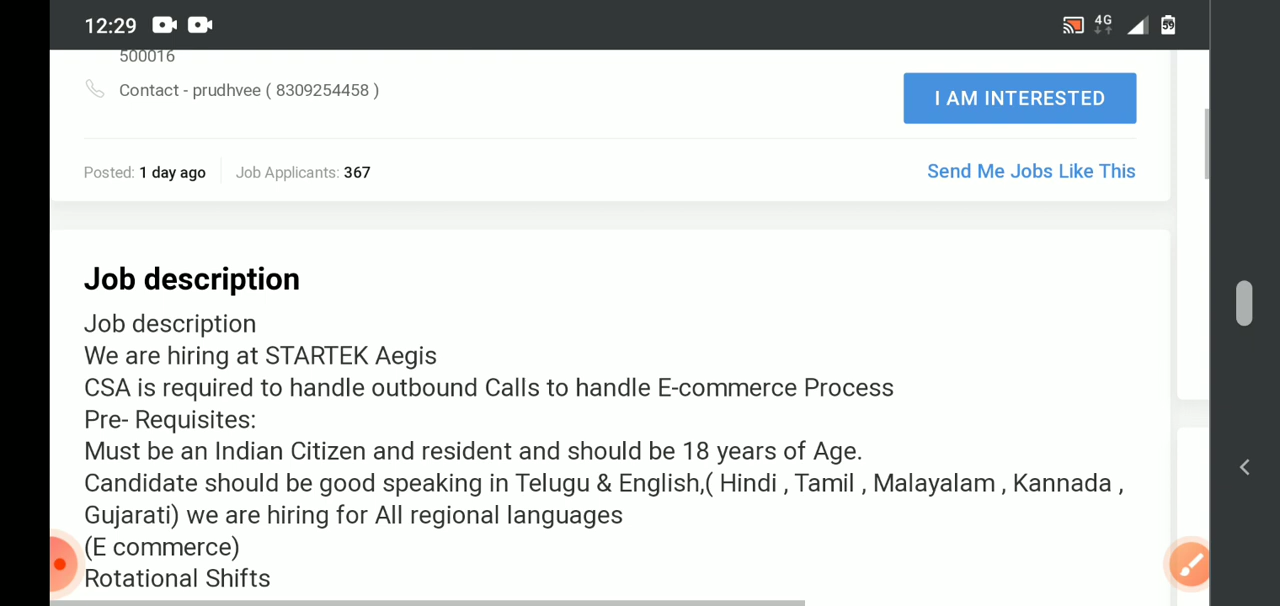 12:29
4G
59
500016
Contact - prudhvee ( 8309254458 )
I AM INTERESTED
Posted: 1 day ago
Job Applicants: 367
Send Me Jobs Like This
Job description
Job description
We are hiring at STARTEK Aegis
CSA is required to handle outbound Calls to handle E-commerce Process
Pre- Requisites:
Must be an Indian Citizen and resident and should be 18 years of Age.
Candidate should be good speaking in Telugu & English,( Hindi , Tamil , Malayalam , Kannada ,
Gujarati) we are hiring for All regional languages
(E commerce)
Rotational Shifts